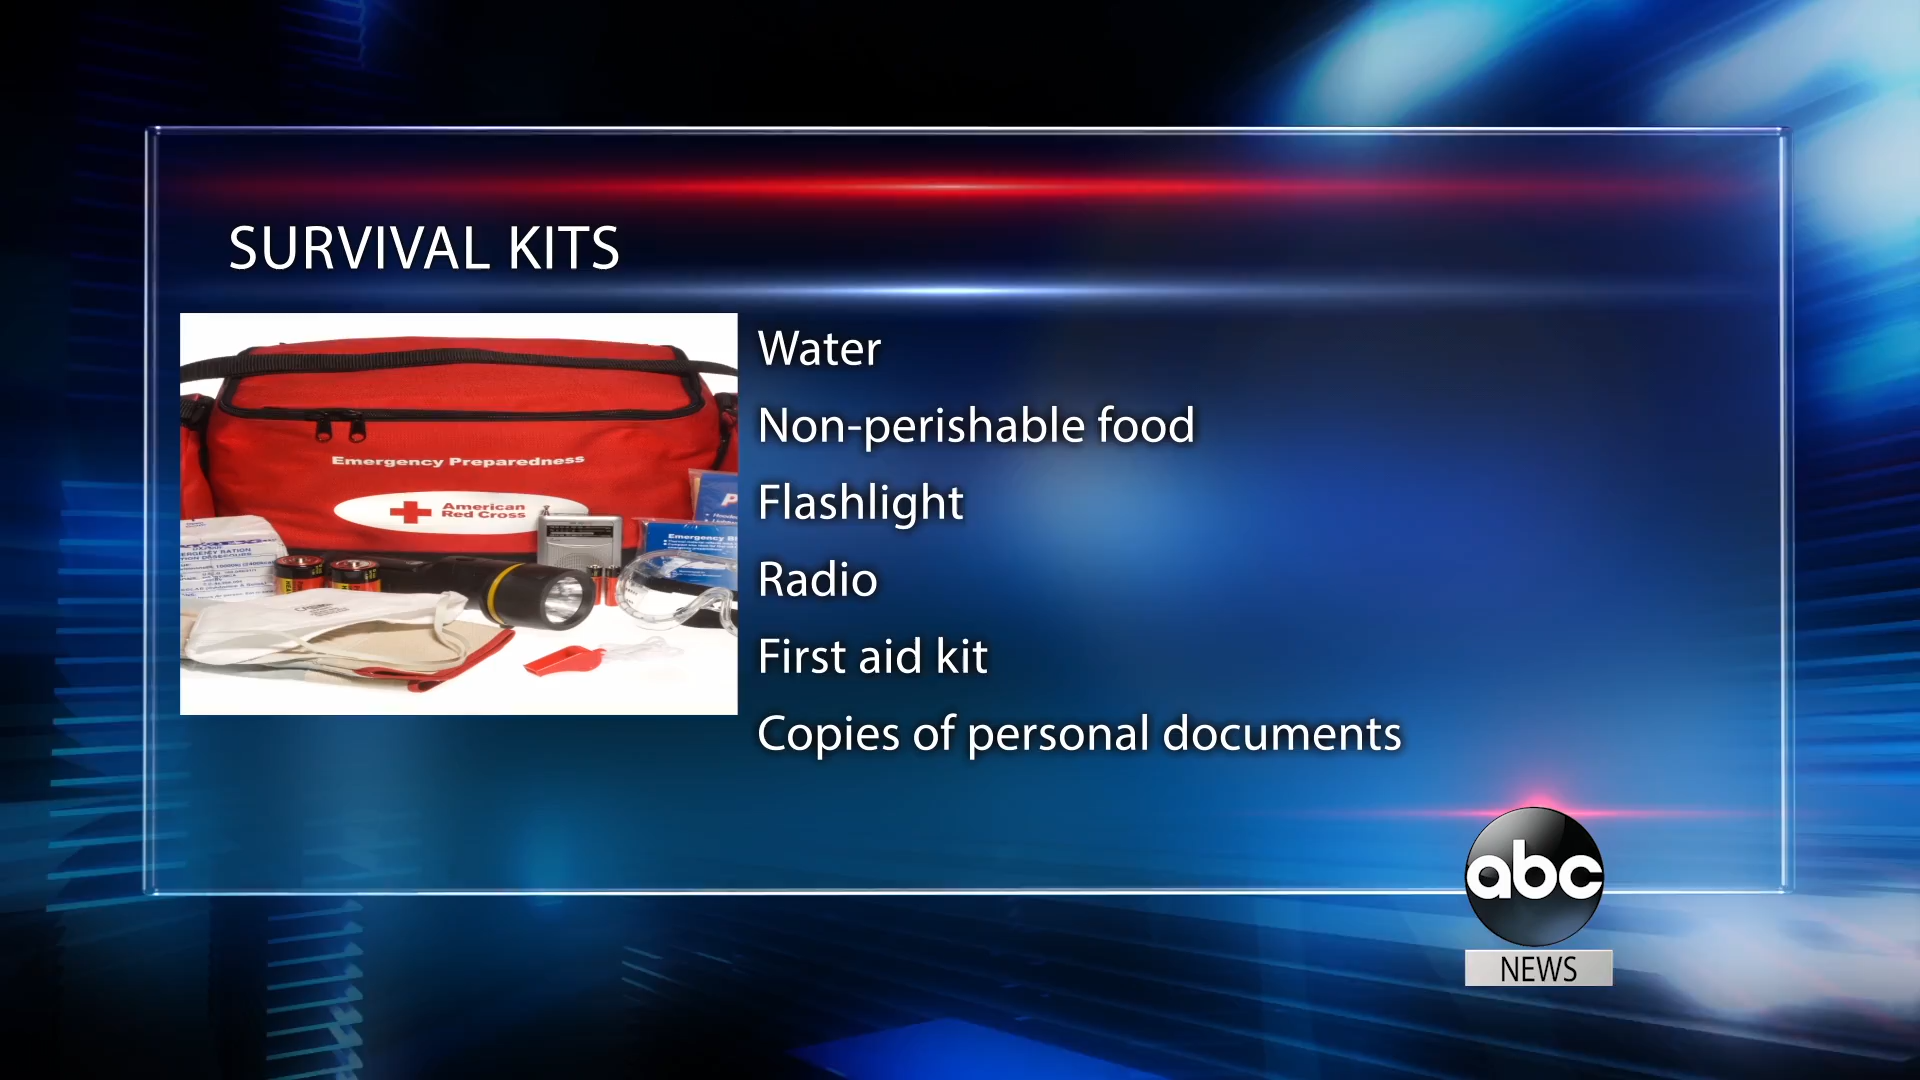 SURVIVAL KITS
Water
Non-perishable food
Flashlight
Radio
First aid kit
Copies of personal documents
Emergency Preparedness
American
Red Cross
abc
NEWS